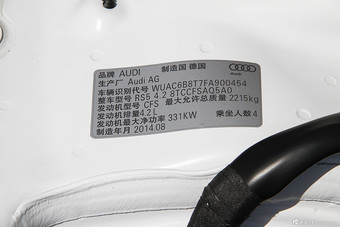 品牌 AUDI 制造国 德国
生产厂 Audi AG
车辆识别代号 WUAC6B8T7FA900454
整车型号 RS5 4.2 8TCCFSAQ5A0
发动机型号 CFS 最大允许总质量 2215kg
发动机排量4.2L
发动机最大净功率 331KW 乘坐人数 4
制造年月 2014.08
Audi